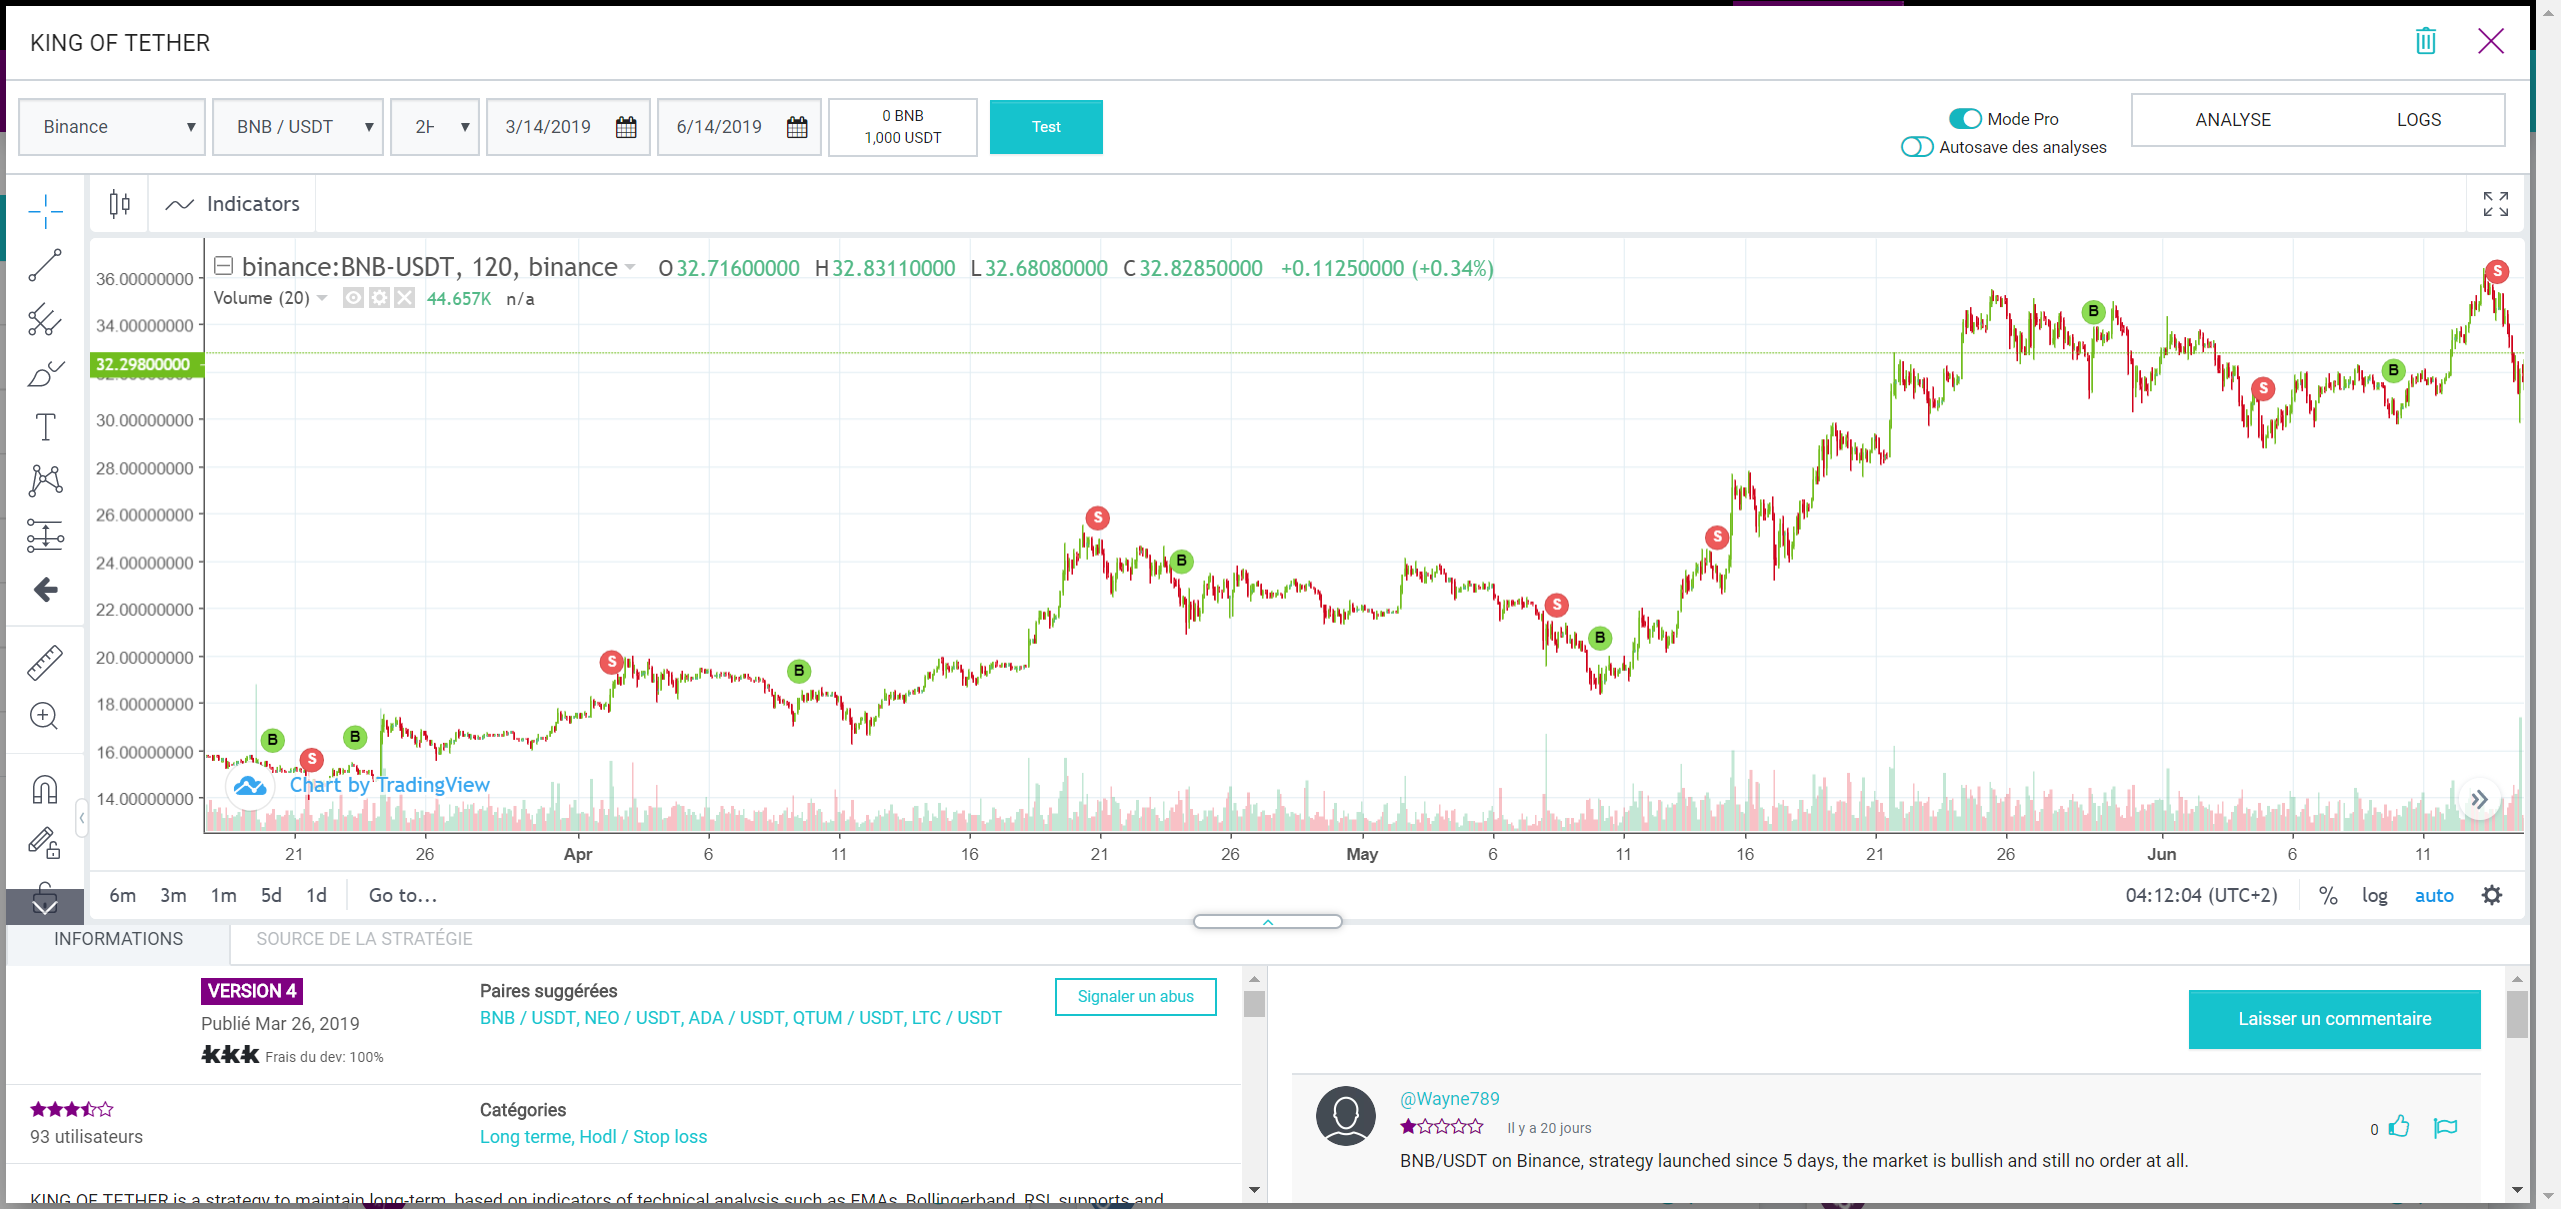 KING OF TETHER
Binance
BNB / USDT
3/14/2019
6/14/2019
0 BNB
1,000 USDT
Test
Mode Pro
Autosave des analyses
ANALYSE
LOGS
Indicators
binance:BNB-USDT, 120, binance O 32.71600000 H 32.83110000 L 32.68080000 C 32.82850000 +0.11250000 (+0.34%)
Volume (20) 44.657K n/a
36.00000000
34.00000000
32.29800000
30.00000000
28.00000000
26.00000000
24.00000000
22.00000000
20.00000000
18.00000000
16.00000000
14.00000000
B
S
B
S
B
S
B
S
B
S
B
S
B
S
Chart by TradingView
21 26 Apr 6 11 16 21 26 May 6 11 16 21 26 Jun 6 11
6m 3m 1m 5d 1d Go to...
04:12:04 (UTC+2) % log auto
INFORMATIONS
SOURCE DE LA STRATÉGIE
VERSION 4
Publié Mar 26, 2019
Frais du dev: 100%
Paires suggérées
BNB / USDT, NEO / USDT, ADA / USDT, QTUM / USDT, LTC / USDT
Signaler un abus
93 utilisateurs
Catégories
Long terme, Hodl / Stop loss
KING OF TETHER is a strategy to maintain long-term, based on indicators of technical analysis such as EMAs, Bollingerband, RSI, supports and
Laisser un commentaire
@Wayne789
Il y a 20 jours
0
BNB/USDT on Binance, strategy launched since 5 days, the market is bullish and still no order at all.